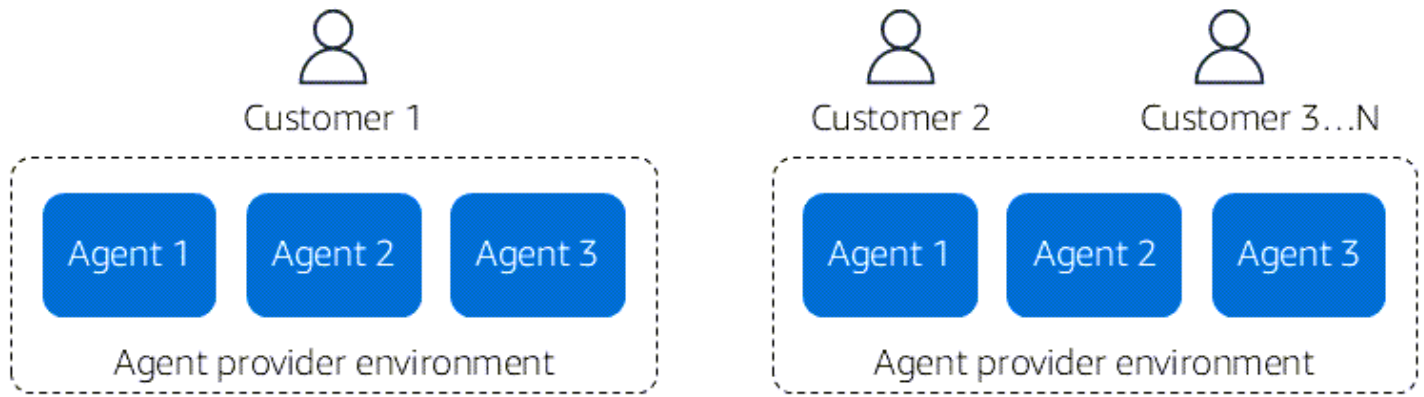 Customer 1
Agent 1 Agent 2 Agent 3
Agent provider environment
Customer 2 Customer 3...N
Agent 1 Agent 2 Agent 3
Agent provider environment